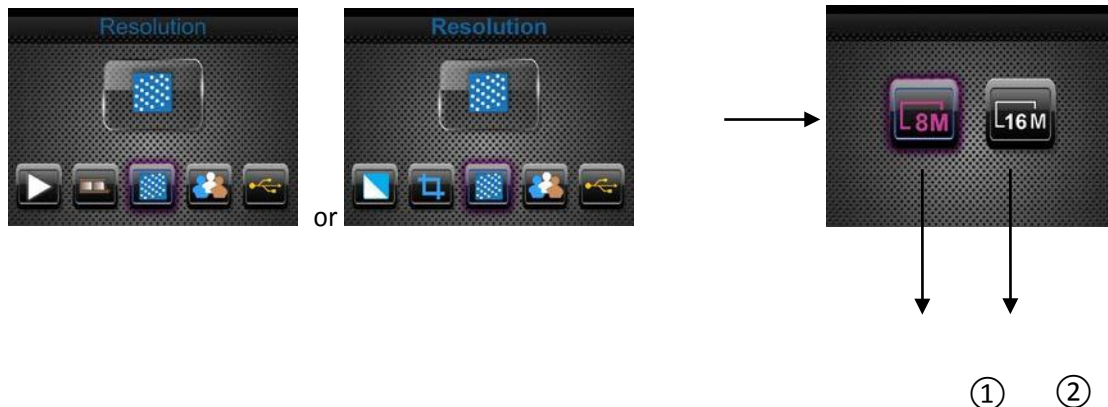 Resolution
Resolution
8M
16M
or
① ②